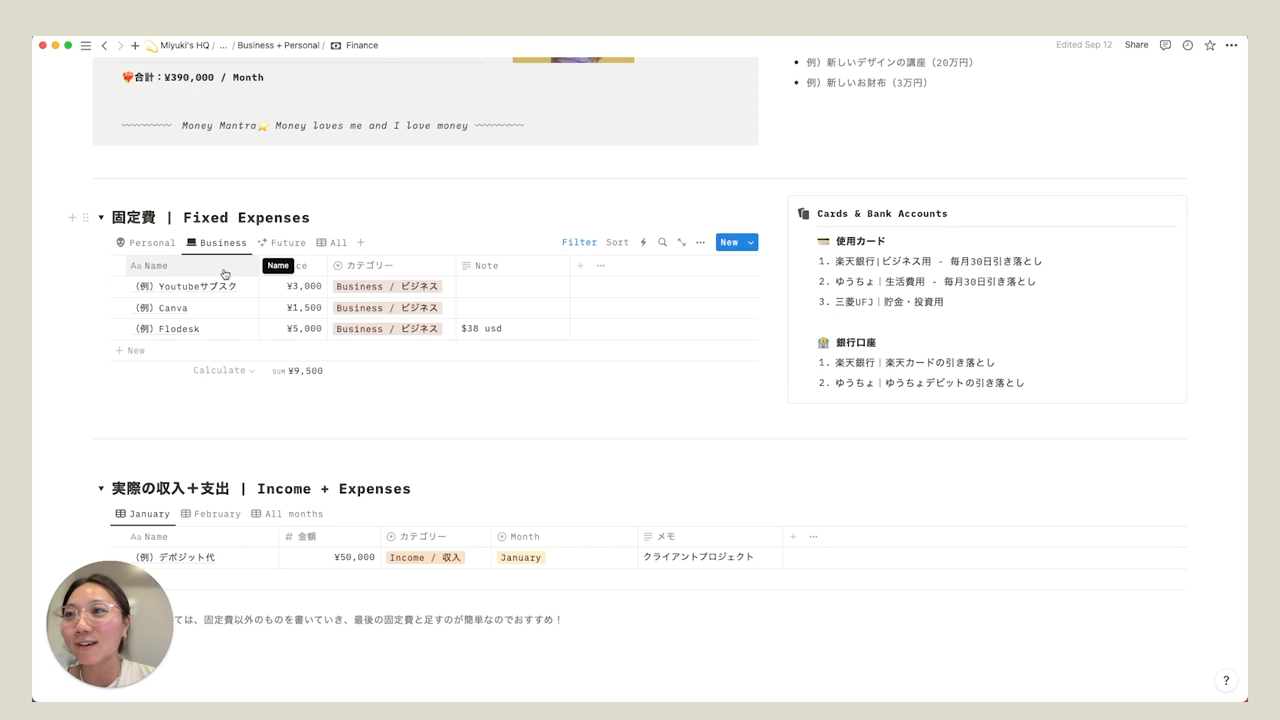 Miyuki's HQ / ... / Business + Personal / Finance
Edited Sep 12 Share
合計：¥390,000 / Month
Money Mantra⭐ Money loves me and I love money
例）新しいデザインの講座（20万円）
例）新しいお財布（3万円）
固定費 | Fixed Expenses
Personal Business Future All
Filter Sort New
Aa Name Name ce カテゴリー Note
（例）Youtubeサブスク ¥3,000 Business / ビジネス
（例）Canva ¥1,500 Business / ビジネス
（例）Flodesk ¥5,000 Business / ビジネス $38 usd
+ New
Calculate SUM ¥9,500
Cards & Bank Accounts
使用カード
1. 楽天銀行|ビジネス用 - 毎月30日引き落とし
2. ゆうちょ｜生活費用 - 毎月30日引き落とし
3. 三菱UFJ｜貯金・投資用
銀行口座
1. 楽天銀行｜楽天カードの引き落とし
2. ゆうちょ｜ゆうちょデビットの引き落とし
実際の収入＋支出 | Income + Expenses
January February All months
Aa Name # 金額 カテゴリー Month メモ
（例）デポジット代 ¥50,000 Income / 収入 January クライアントプロジェクト
ては、固定費以外のものを書いていき、最後の固定費と足すのが簡単なのでおすすめ！
?